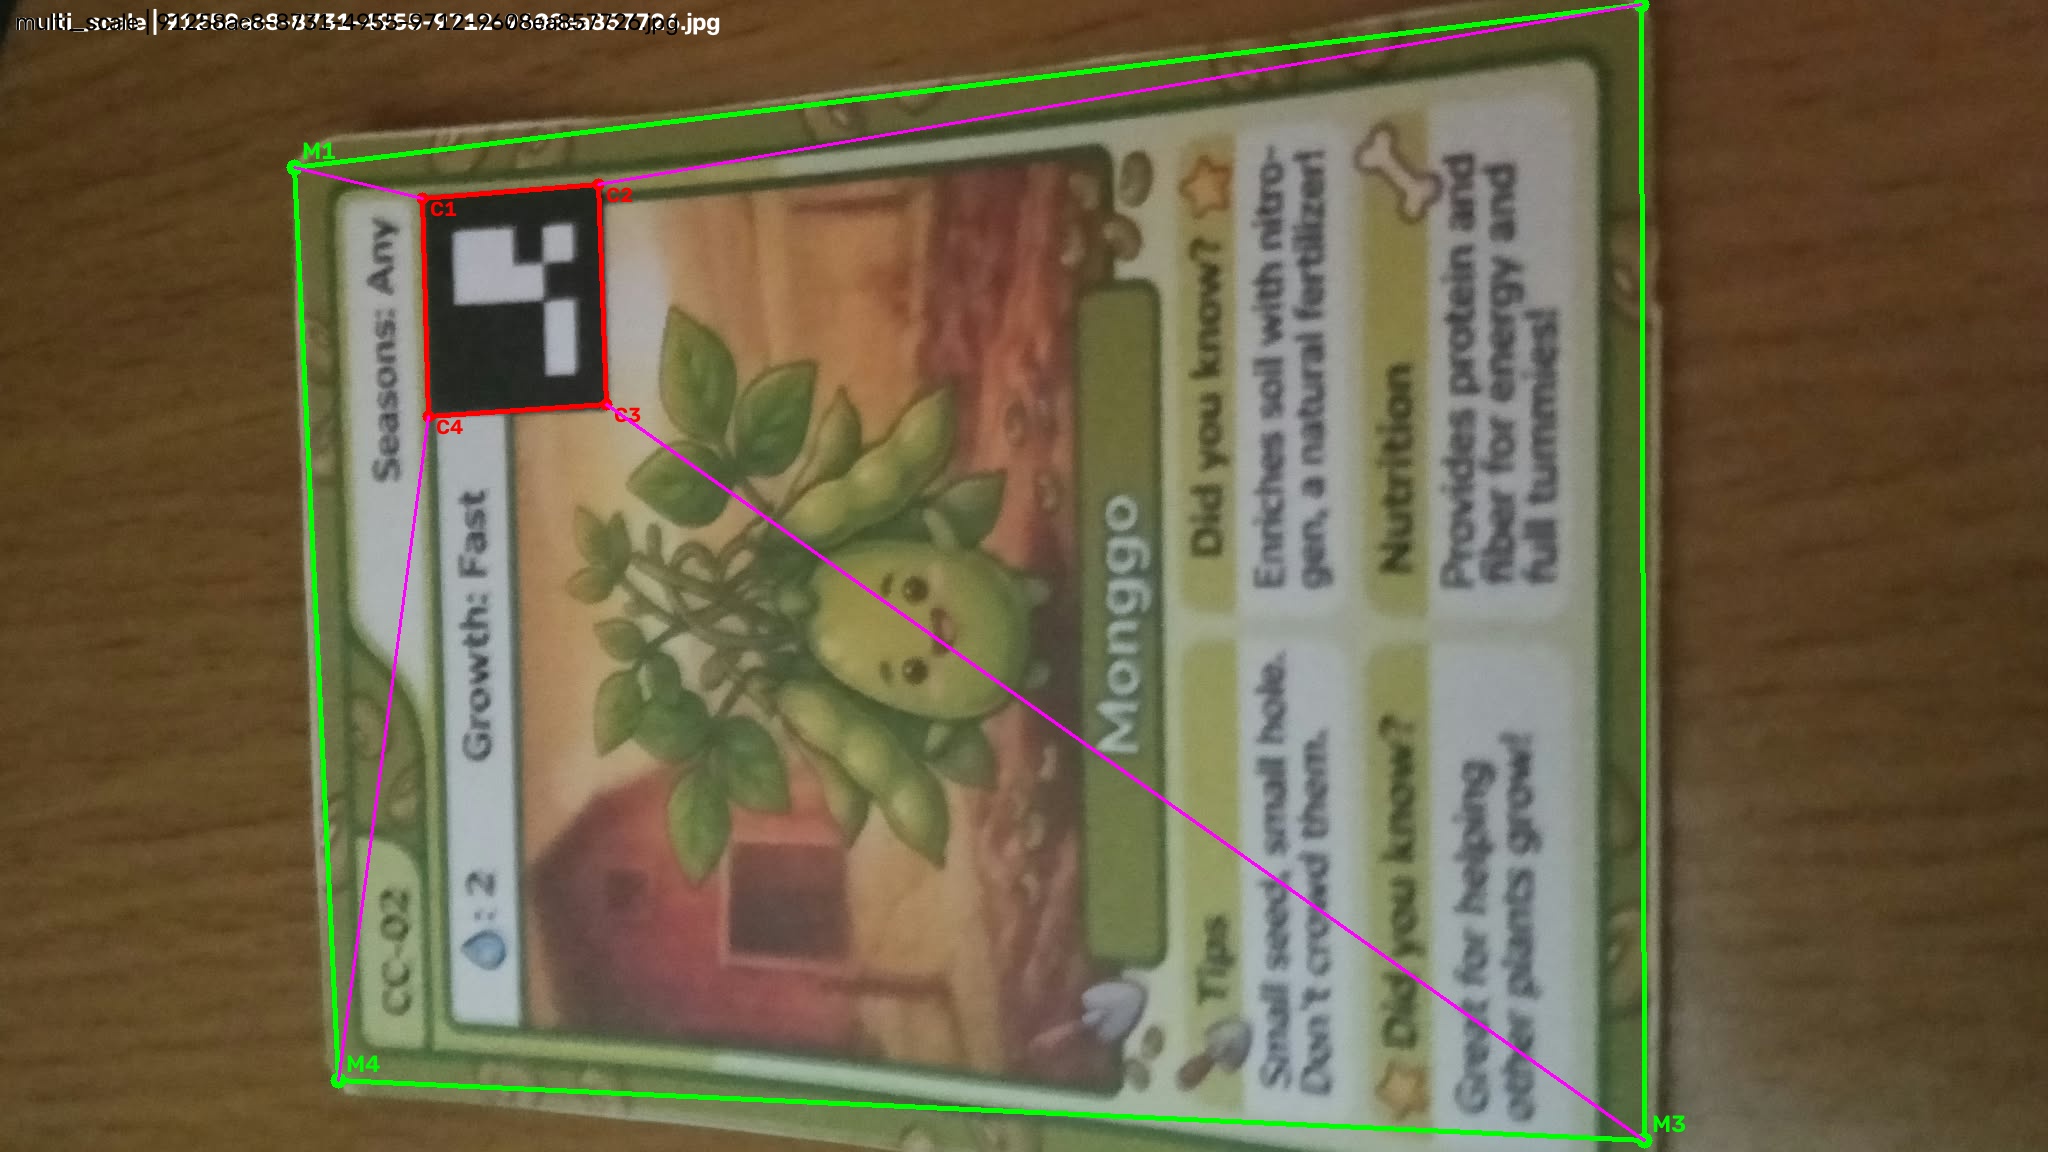 M1
C1
C2
C3
C4
M4
M3
Seasons: Any
CC-02
: 2
Growth: Fast
Monggo
Tips
Small seed, small hole.
Don't crowd them.
Did you know?
Enriches soil with nitro-
gen, a natural fertilizer!
Did you know?
Great for helping
other plants grow!
Nutrition
Provides protein and
fiber for energy and
full tummies!